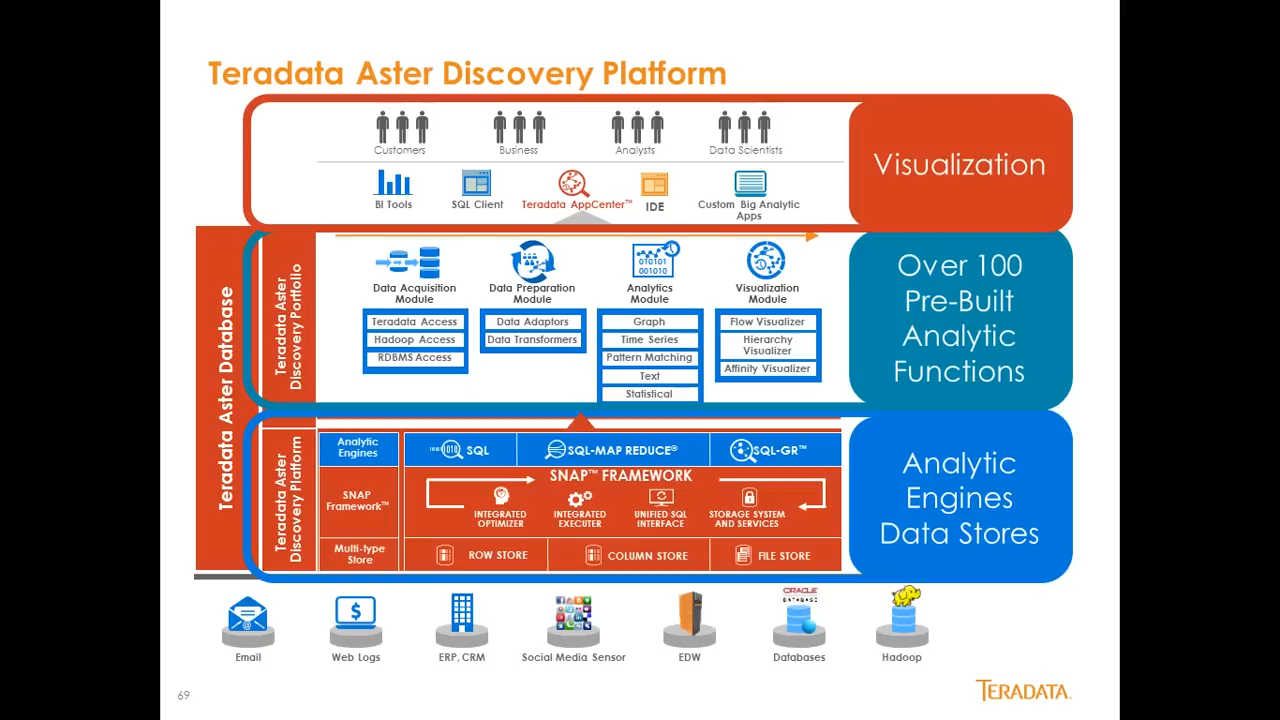 Teradata Aster Discovery Platform
Customers
Business
Analysts
Data Scientists
BI Tools
SQL Client
Teradata AppCenter™
IDE
Custom Big Analytic
Apps
Visualization
Teradata Aster Database
Teradata Aster
Discovery Portfolio
Data Acquisition
Module
Teradata Access
Hadoop Access
RDBMS Access
Data Preparation
Module
Data Adaptors
Data Transformers
010101
001010
Analytics
Module
Graph
Time Series
Pattern Matching
Text
Statistical
Visualization
Module
Flow Visualizer
Hierarchy
Visualizer
Affinity Visualizer
Over 100
Pre-Built
Analytic
Functions
Teradata Aster
Discovery Platform
Analytic
Engines
SQL
SQL-MAP REDUCE®
SQL-GR™
SNAP
Framework™
SNAP™ FRAMEWORK
INTEGRATED
OPTIMIZER
INTEGRATED
EXECUTER
UNIFIED SQL
INTERFACE
STORAGE SYSTEM
AND SERVICES
Multi-type
Store
ROW STORE
COLUMN STORE
FILE STORE
Analytic
Engines
Data Stores
Email
Web Logs
ERP, CRM
Social Media Sensor
EDW
ORACLE
DATABASE
Databases
Hadoop
69
TERADATA.